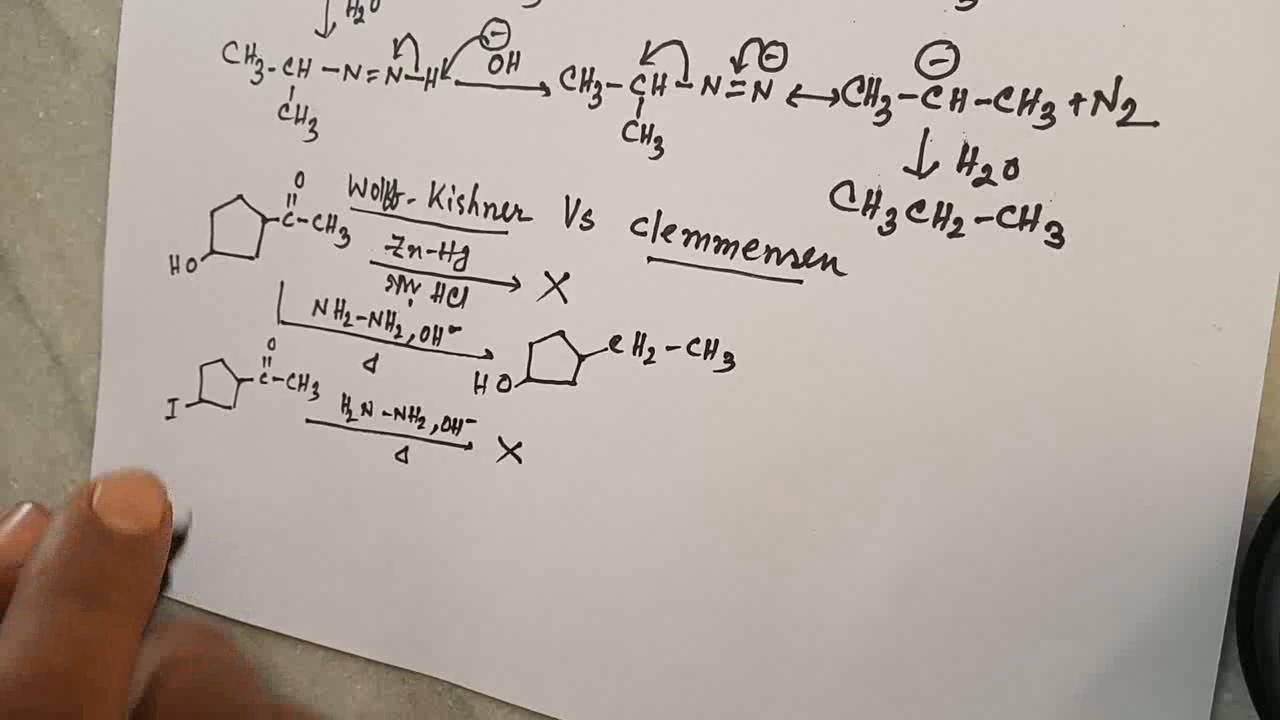 H2O
CH3-CH-N=N-H ⊖OH → CH3-CH-N=N⊖ ↔ CH3-CH⊖-CH3 + N2
CH3 CH3 ↓ H2O
CH3CH2-CH3
Wolff-Kishner Vs clemmensen
O
C-CH3
HO
Zn-Hg
HCl
X
NH2-NH2, OH-
Δ
HO CH2-CH3
O
C-CH3
I
H2N-NH2, OH-
Δ
X